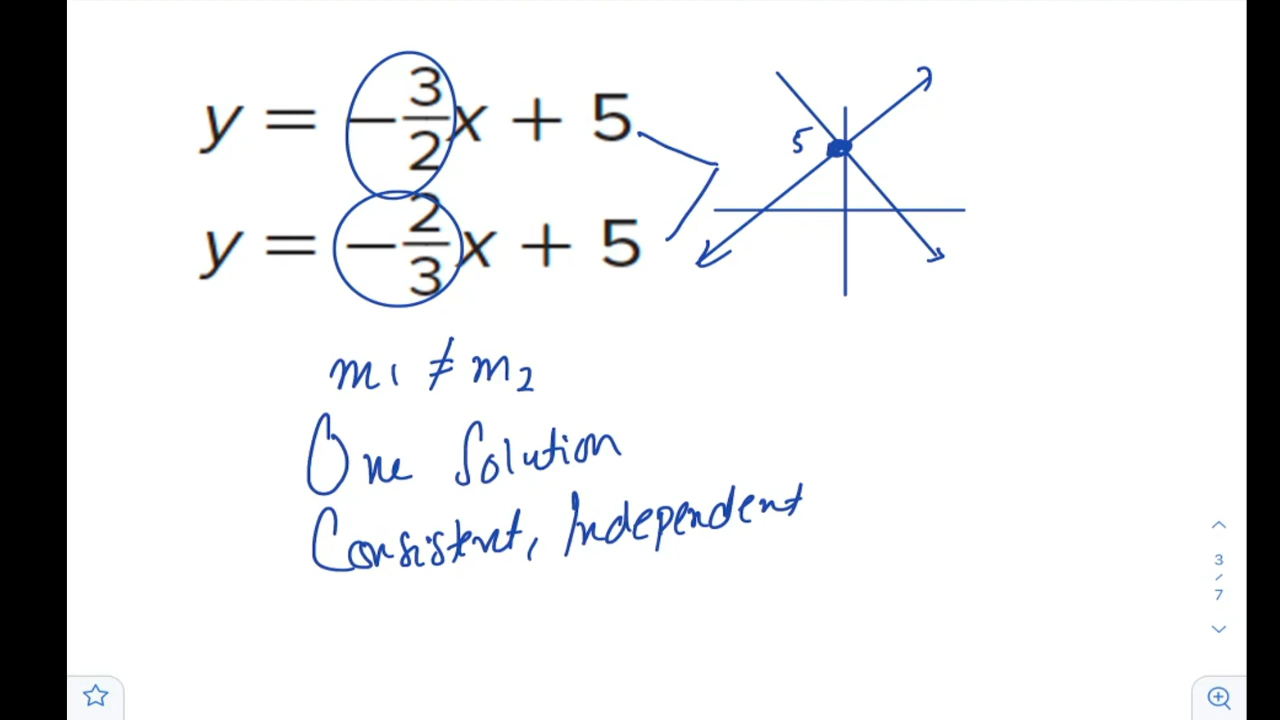 y = -3/2x + 5
y = -2/3x + 5
5
m1 ≠ m2
One Solution
Consistent, Independent
3
/
7